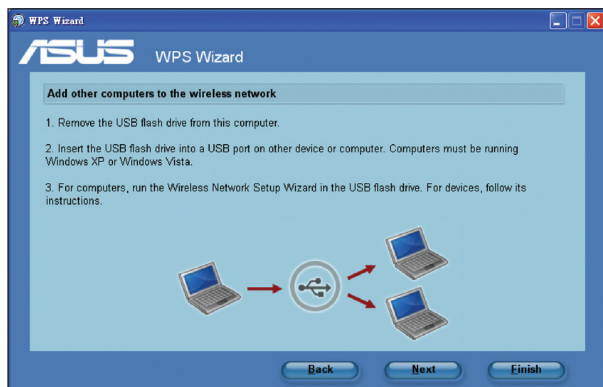 WPS Wizard
ASUS WPS Wizard
Add other computers to the wireless network
1. Remove the USB flash drive from this computer.
2. Insert the USB flash drive into a USB port on other device or computer. Computers must be running
Windows XP or Windows Vista.
3. For computers, run the Wireless Network Setup Wizard in the USB flash drive. For devices, follow its
instructions.
Back Next Finish